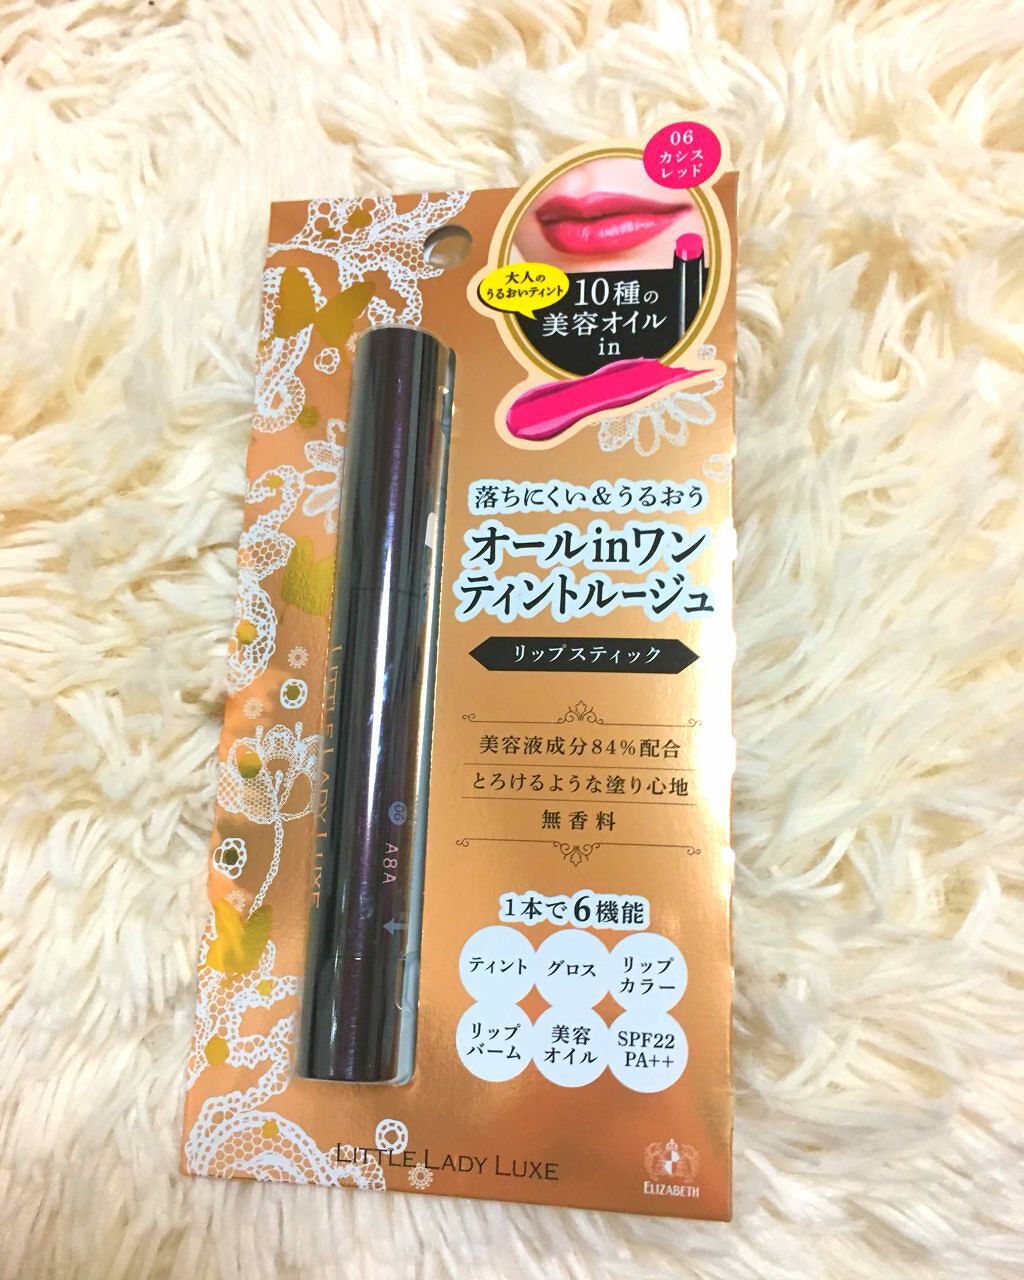 06
カシス
レッド
大人の
うるおいティント
10種の
美容オイル
in
落ちにくい&うるおう
オールinワン
ティントルージュ
リップスティック
美容液成分84%配合
とろけるような塗り心地
無香料
1本で6機能
ティント
グロス
リップ
カラー
リップ
バーム
美容
オイル
SPF22
PA++
06
A8A
LITTLE LADY LUXE
LITTLE LADY LUXE
ELIZABETH